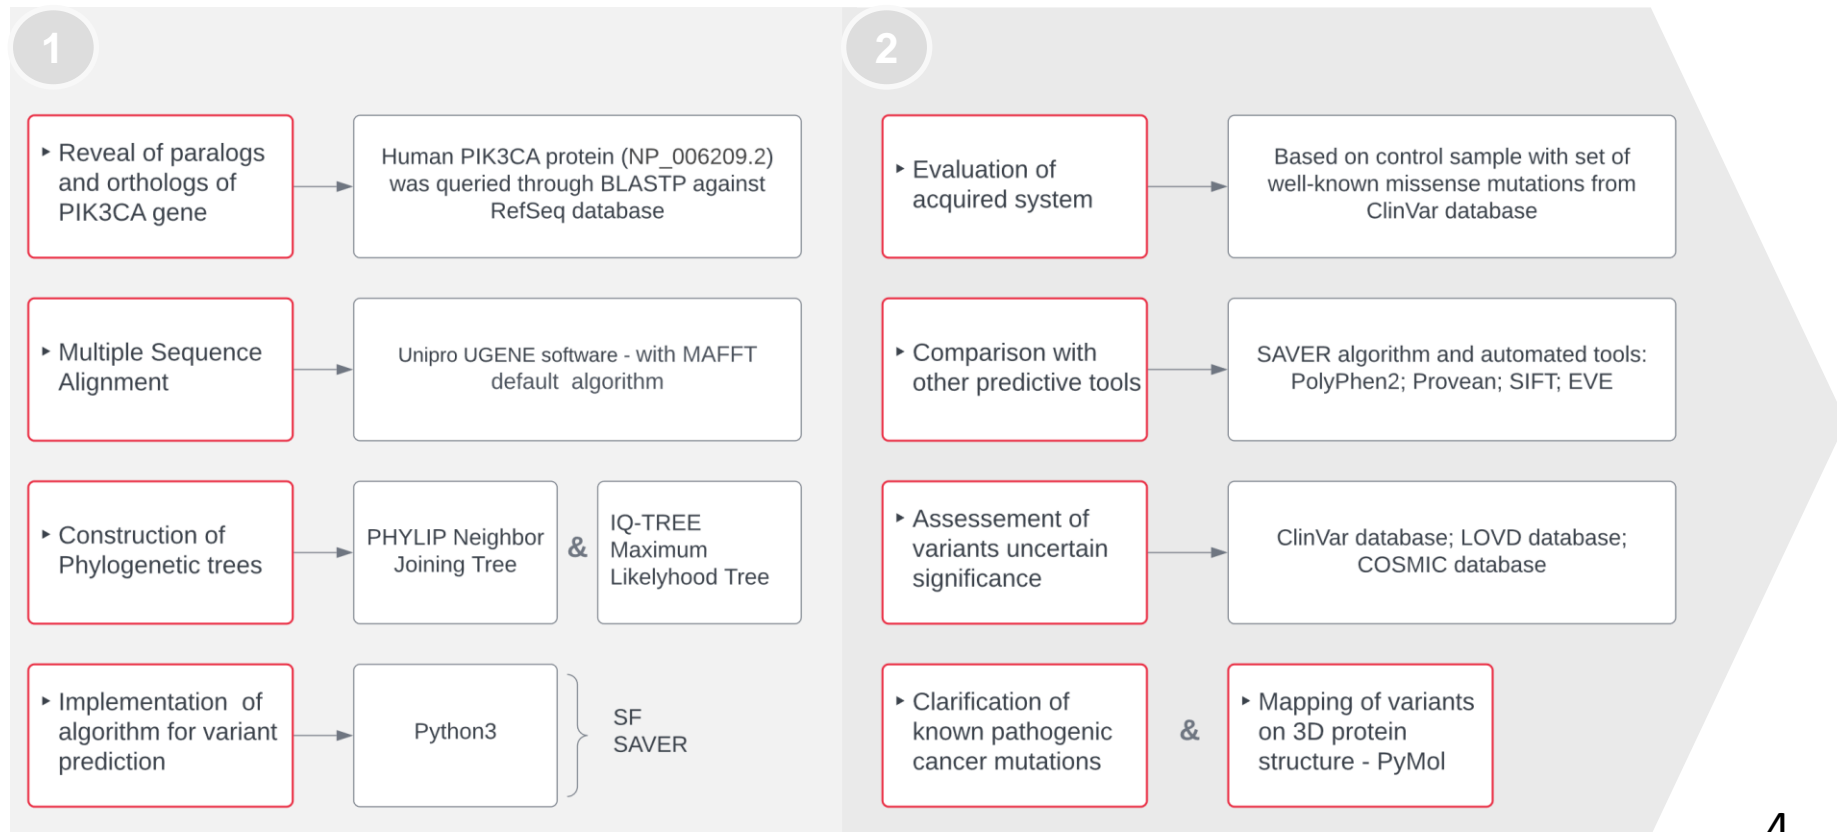 1
▸ Reveal of paralogs
and orthologs of
PIK3CA gene
Human PIK3CA protein (NP_006209.2)
was queried through BLASTP against
RefSeq database
▸ Multiple Sequence
Alignment
Unipro UGENE software - with MAFFT
default algorithm
▸ Construction of
Phylogenetic trees
PHYLIP Neighbor
Joining Tree
&
IQ-TREE
Maximum
Likelyhood Tree
▸ Implementation of
algorithm for variant
prediction
Python3
SF
SAVER
2
▸ Evaluation of
acquired system
Based on control sample with set of
well-known missense mutations from
ClinVar database
▸ Comparison with
other predictive tools
SAVER algorithm and automated tools:
PolyPhen2; Provean; SIFT; EVE
▸ Assessement of
variants uncertain
significance
ClinVar database; LOVD database;
COSMIC database
▸ Clarification of
known pathogenic
cancer mutations
&
▸ Mapping of variants
on 3D protein
structure - PyMol
4